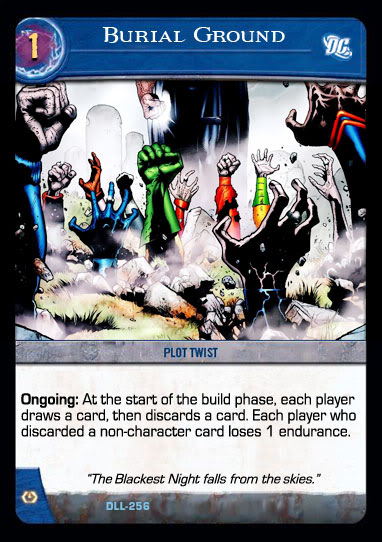 1
BURIAL GROUND
DC
PLOT TWIST
Ongoing: At the start of the build phase, each player
draws a card, then discards a card. Each player who
discarded a non-character card loses 1 endurance.
"The Blackest Night falls from the skies."
DLL-256